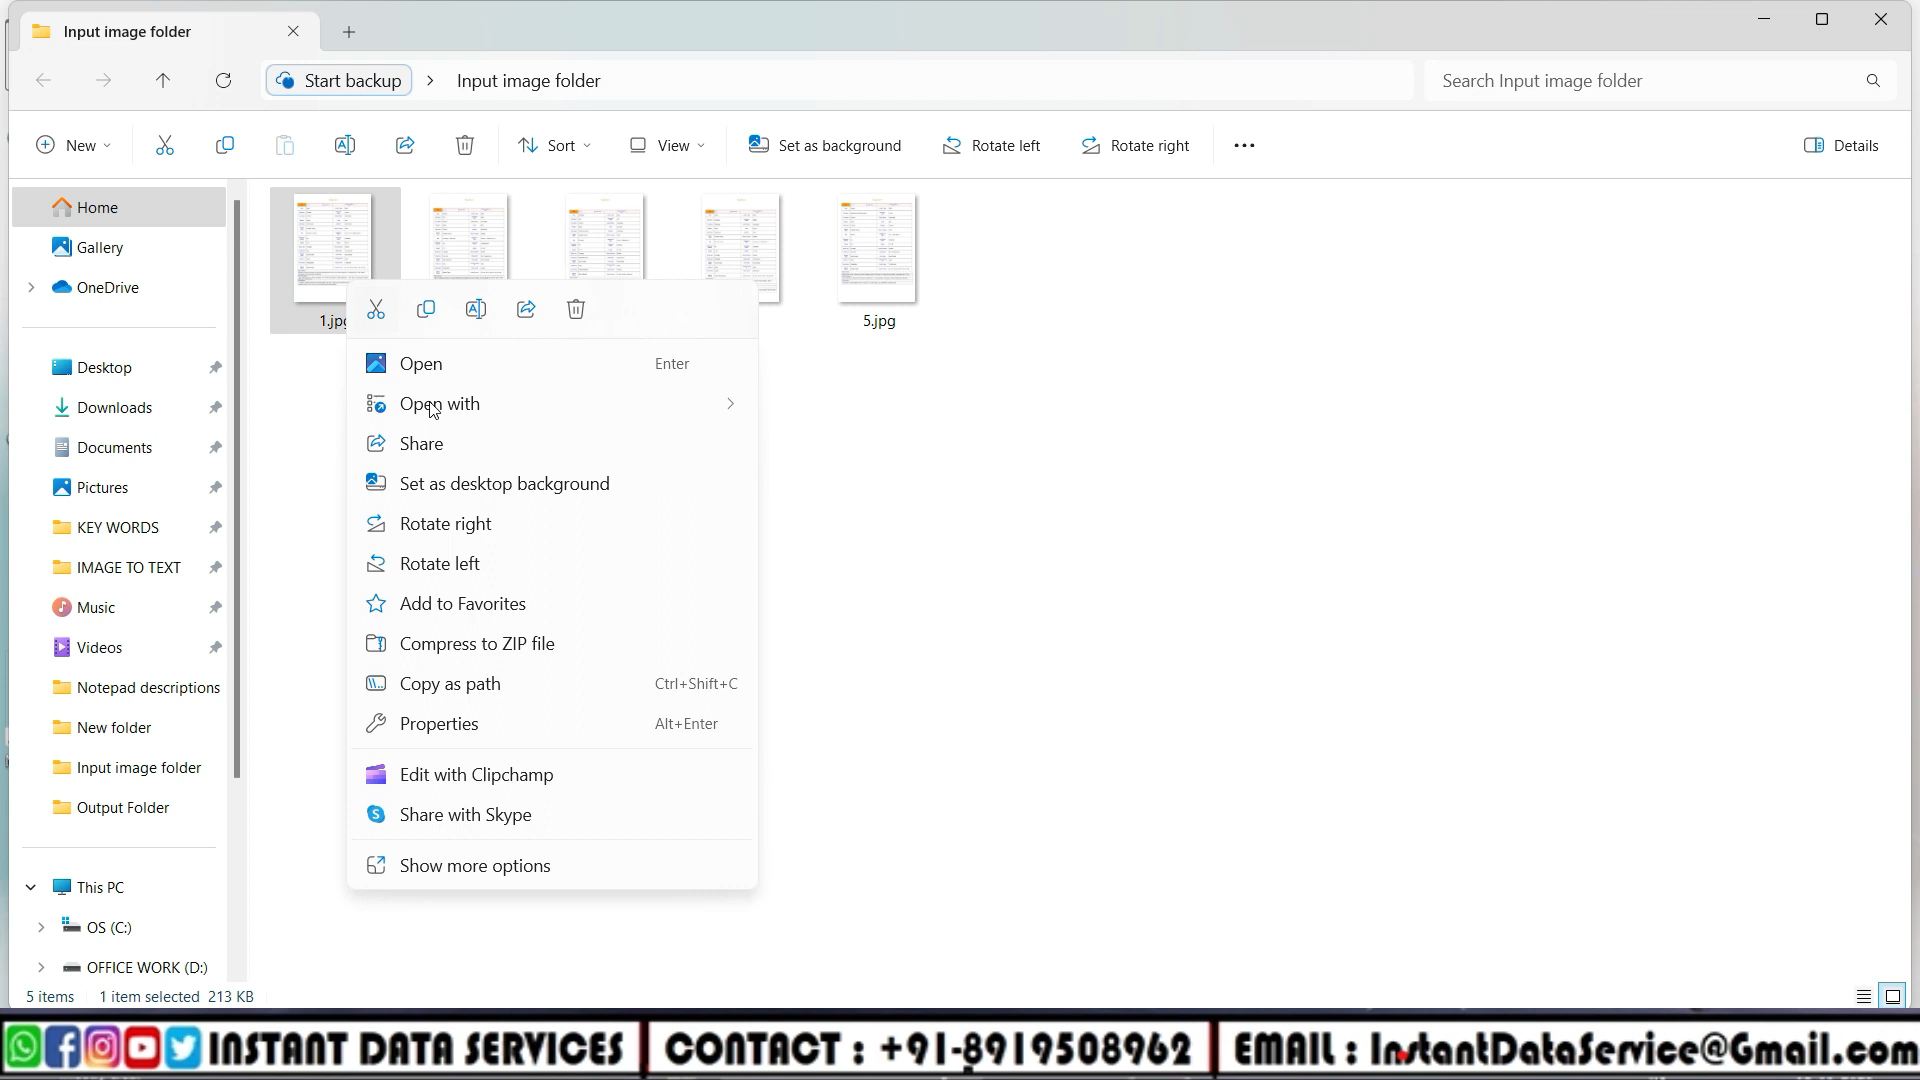 Input image folder
Start backup > Input image folder
Search Input image folder
New
Sort
View
Set as background
Rotate left
Rotate right
Details
Home
Gallery
OneDrive
Desktop
Downloads
Documents
Pictures
KEY WORDS
IMAGE TO TEXT
Music
Videos
Notepad descriptions
New folder
Input image folder
Output Folder
This PC
OS (C:)
OFFICE WORK (D:)
1.jpg
5.jpg
Open Enter
Open with
Share
Set as desktop background
Rotate right
Rotate left
Add to Favorites
Compress to ZIP file
Copy as path Ctrl+Shift+C
Properties Alt+Enter
Edit with Clipchamp
Share with Skype
Show more options
5 items 1 item selected 213 KB
INSTANT DATA SERVICES CONTACT : +91-8919508962 EMAIL : InstantDataService@Gmail.com